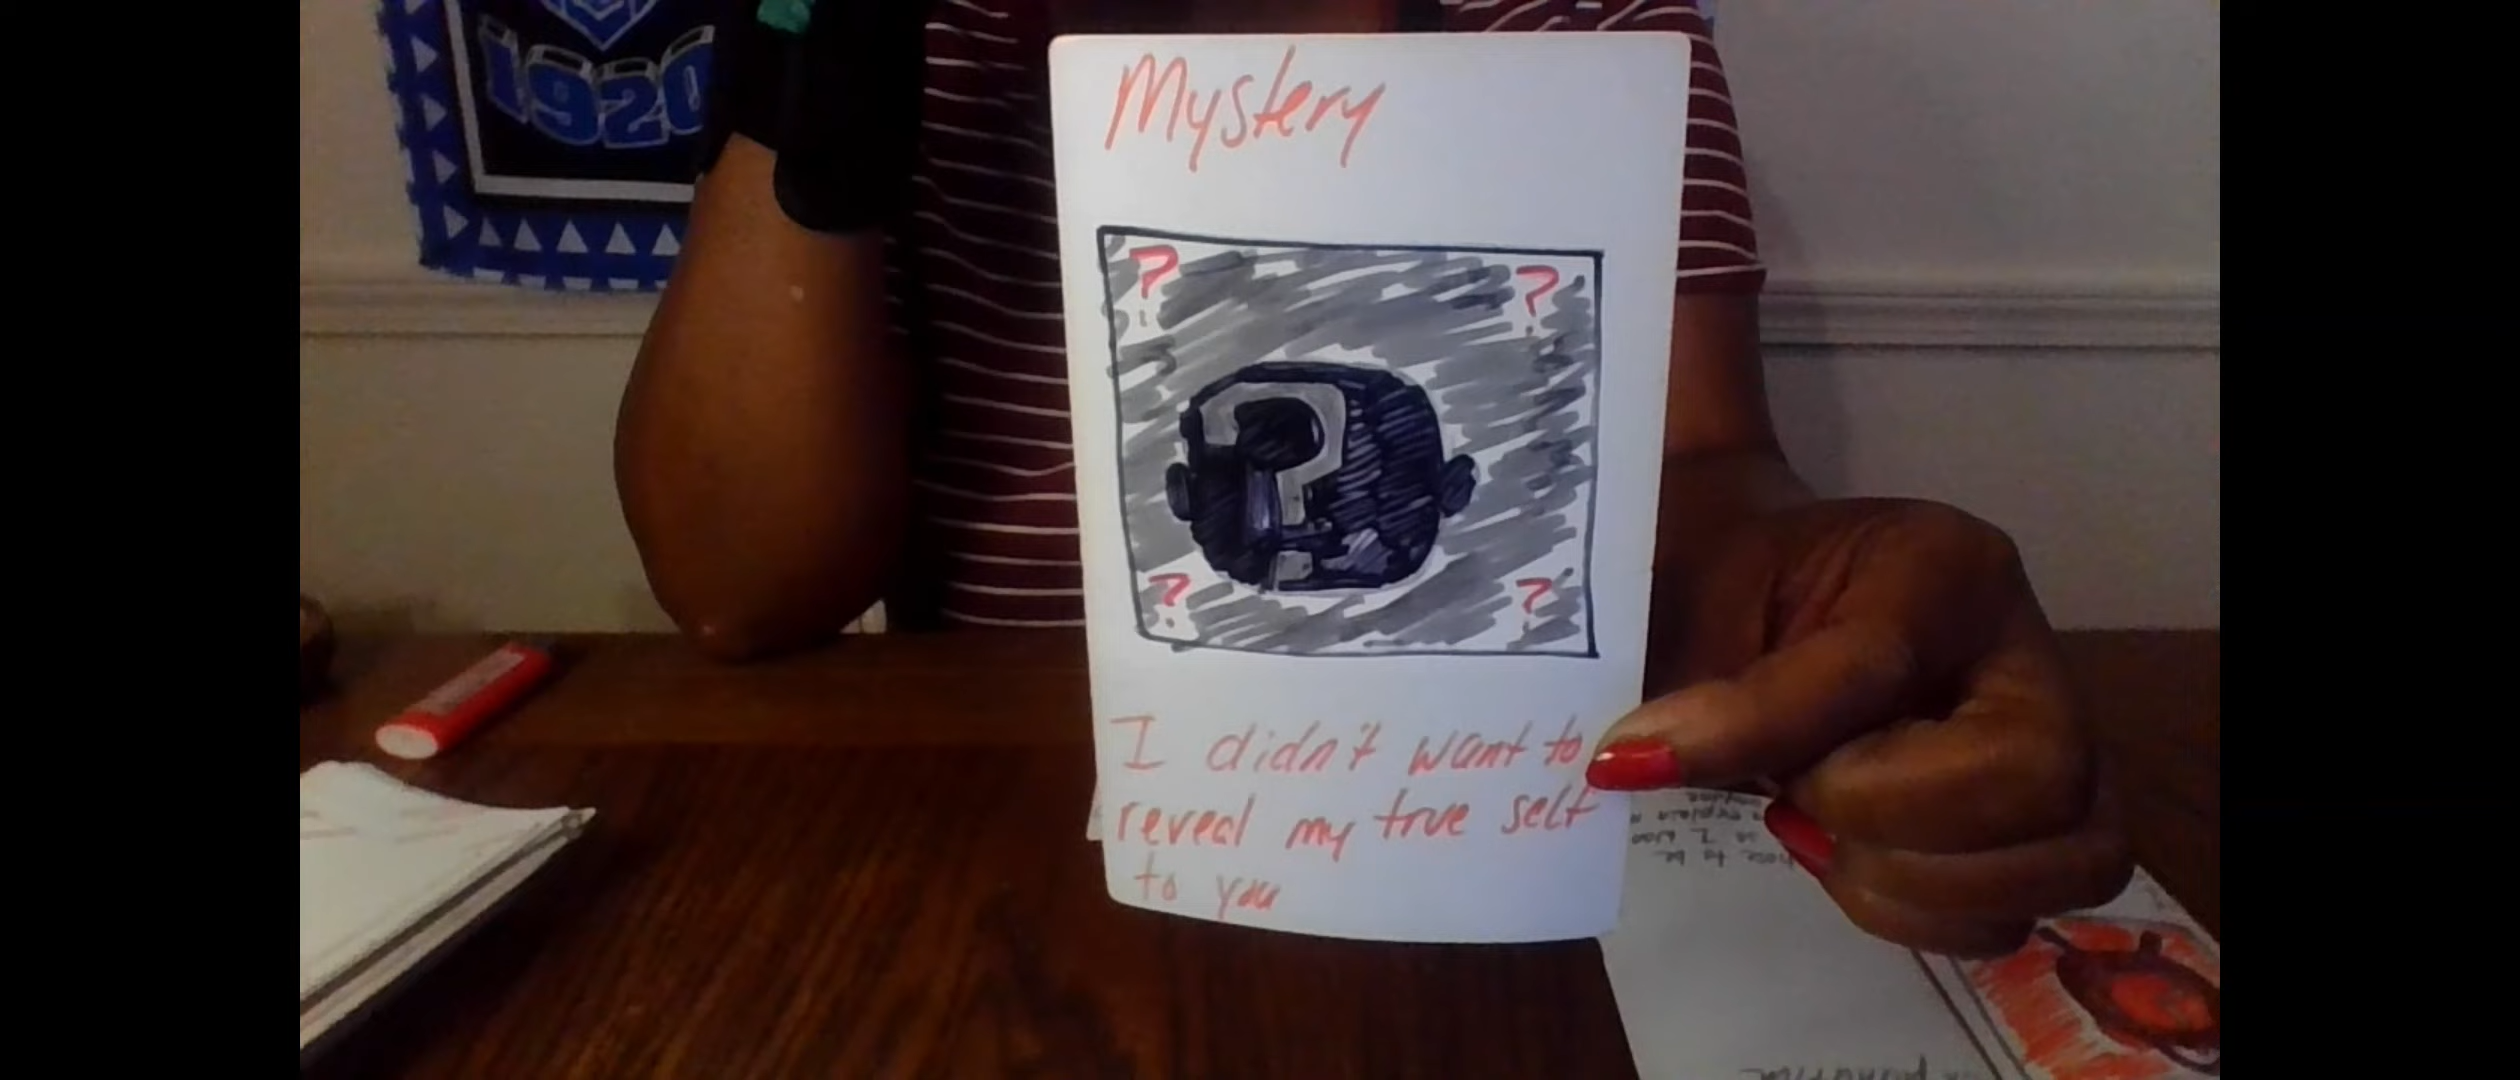 1920
Mystery
?
?
?
?
?
I didn't want to
reveal my true self
to you